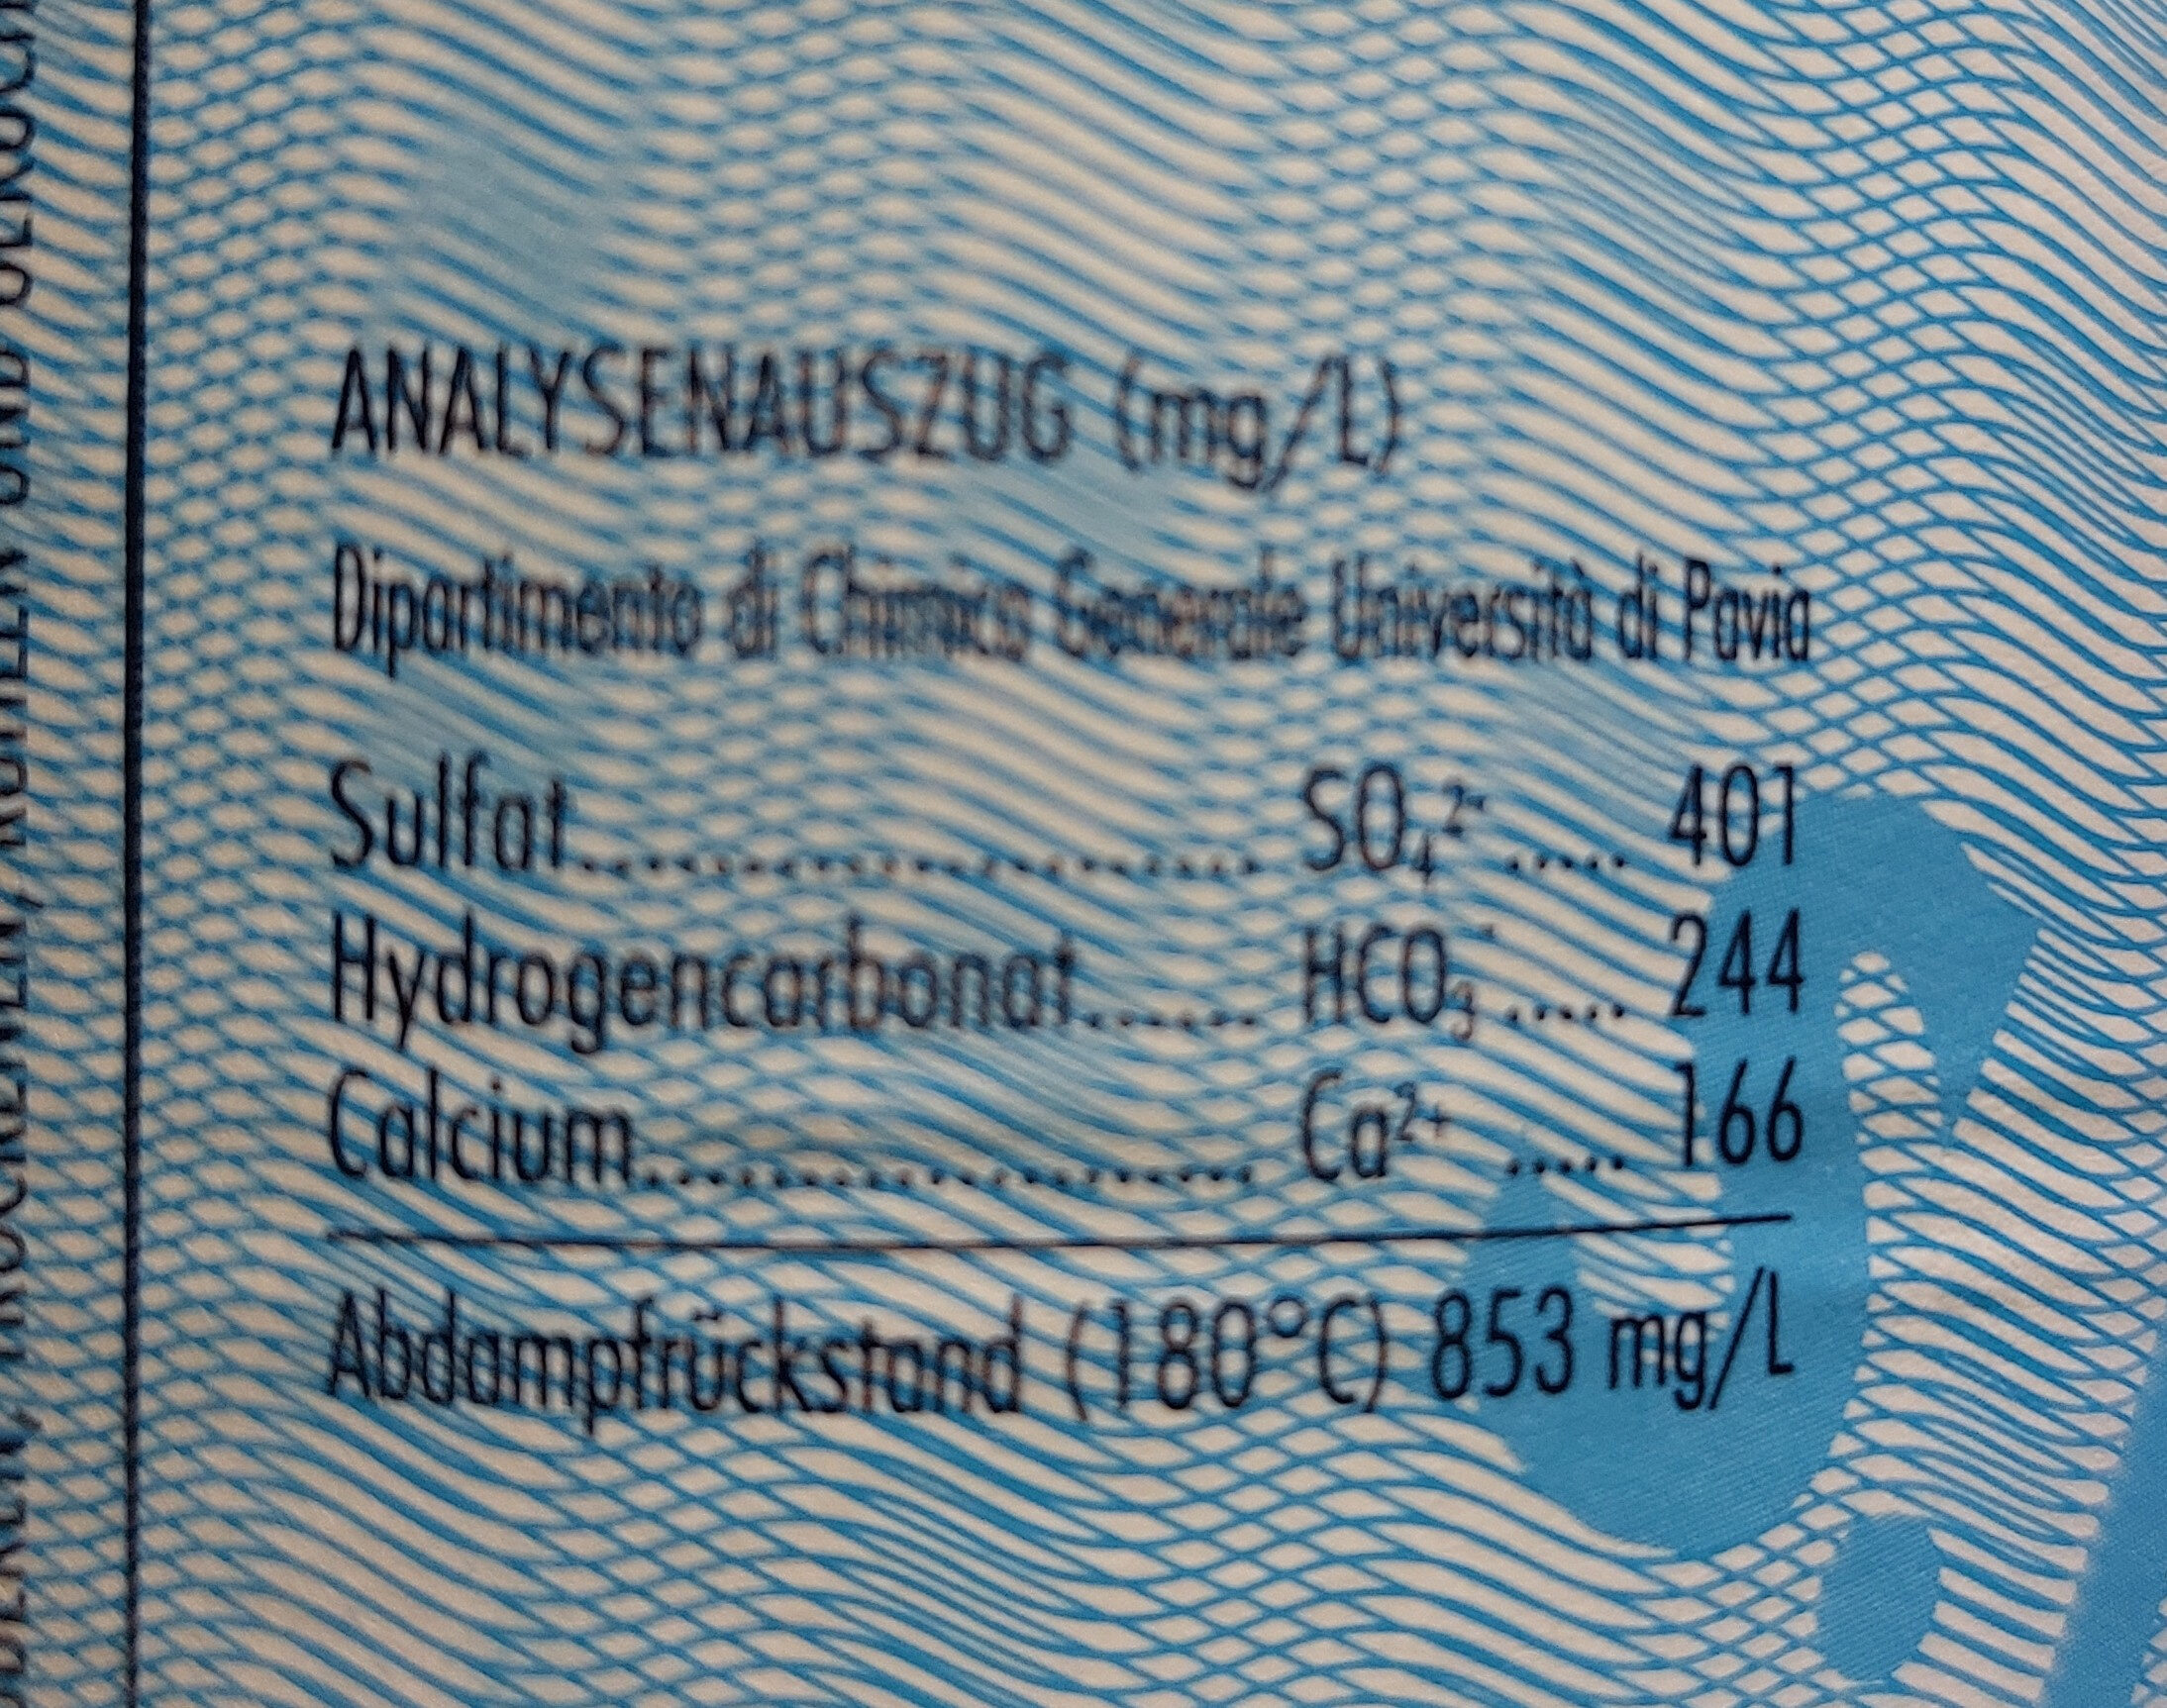 ANALYSENAUSZUG (mg/L)
Dipartimento di Chimica Generale Università di Pavia
Sulfat........................ SO₄²⁻ ..... 401
Hydrogencarbonat...... HCO₃⁻ ..... 244
Calcium...................... Ca²⁺ ..... 166
Abdampfrückstand (180°C) 853 mg/L